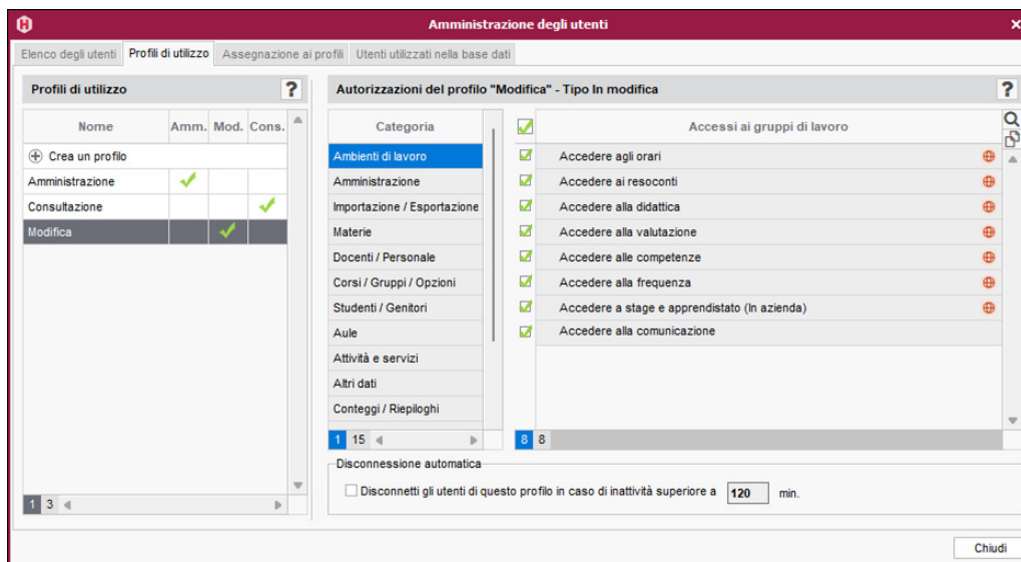 Amministrazione degli utenti
Elenco degli utenti Profili di utilizzo Assegnazione ai profili Utenti utilizzati nella base dati
Profili di utilizzo ?
Nome Amm. Mod. Cons.
Crea un profilo
Amministrazione
Consultazione
Modifica
1 3
Autorizzazioni del profilo "Modifica" - Tipo In modifica ?
Categoria
Ambienti di lavoro
Amministrazione
Importazione / Esportazione
Materie
Docenti / Personale
Corsi / Gruppi / Opzioni
Studenti / Genitori
Aule
Attività e servizi
Altri dati
Conteggi / Riepiloghi
1 15
Accessi ai gruppi di lavoro
Accedere agli orari
Accedere ai resoconti
Accedere alla didattica
Accedere alla valutazione
Accedere alle competenze
Accedere alla frequenza
Accedere a stage e apprendistato (In azienda)
Accedere alla comunicazione
8 8
Disconnessione automatica
Disconnetti gli utenti di questo profilo in caso di inattività superiore a 120 min.
Chiudi